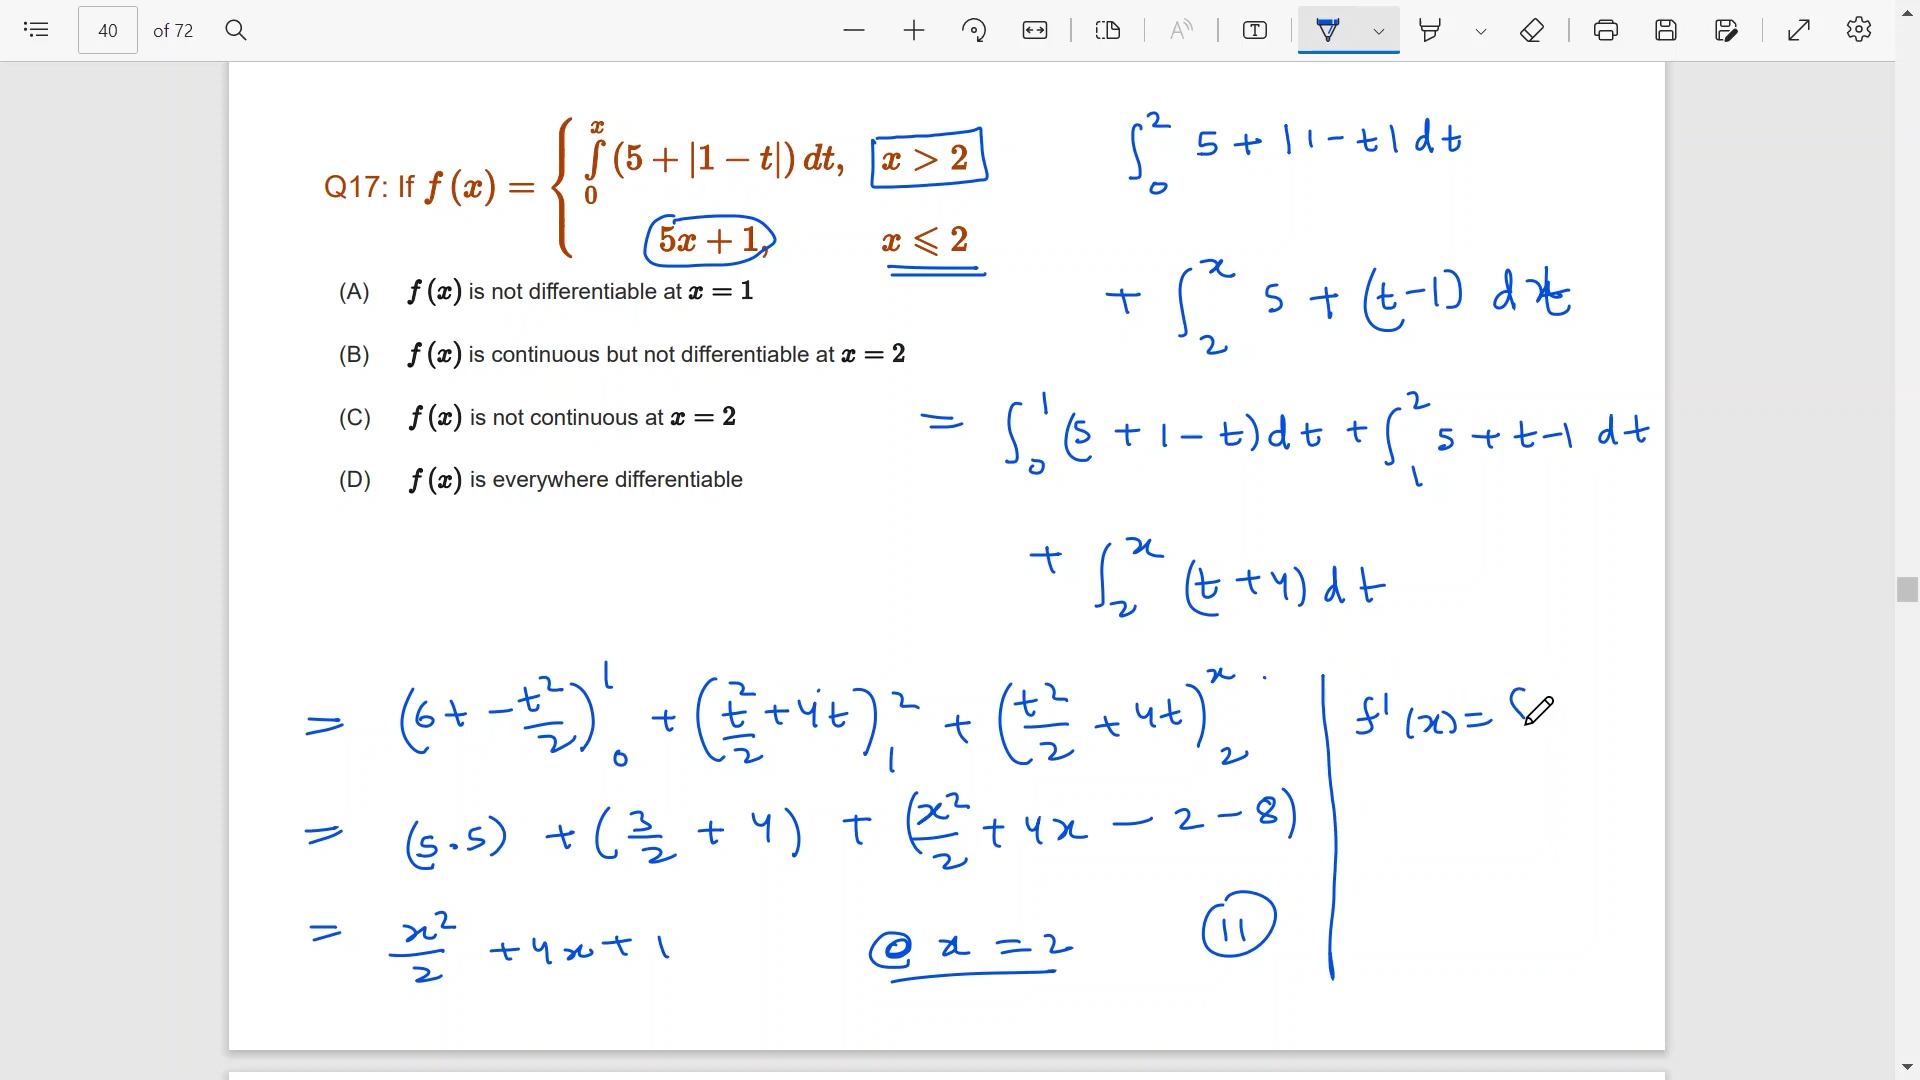 40 of 72
Q17: If f(x) = { ∫₀ˣ (5 + |1 − t|) dt, x > 2
5x + 1, x ⩽ 2
(A) f(x) is not differentiable at x = 1
(B) f(x) is continuous but not differentiable at x = 2
(C) f(x) is not continuous at x = 2
(D) f(x) is everywhere differentiable
∫₀² 5 + |1 − t| dt
+ ∫₂ˣ 5 + (t − 1) dt
= ∫₀¹ (5 + 1 − t) dt + ∫₁² 5 + t − 1 dt
+ ∫₂ˣ (t + 4) dt
= (6t − t²/2)₀¹ + (t²/2 + 4t)₁² + (t²/2 + 4t)₂ˣ
= (5.5) + (3/2 + 4) + (x²/2 + 4x − 2 − 8)
= x²/2 + 4x + 1 @ x = 2 11
f'(x) =